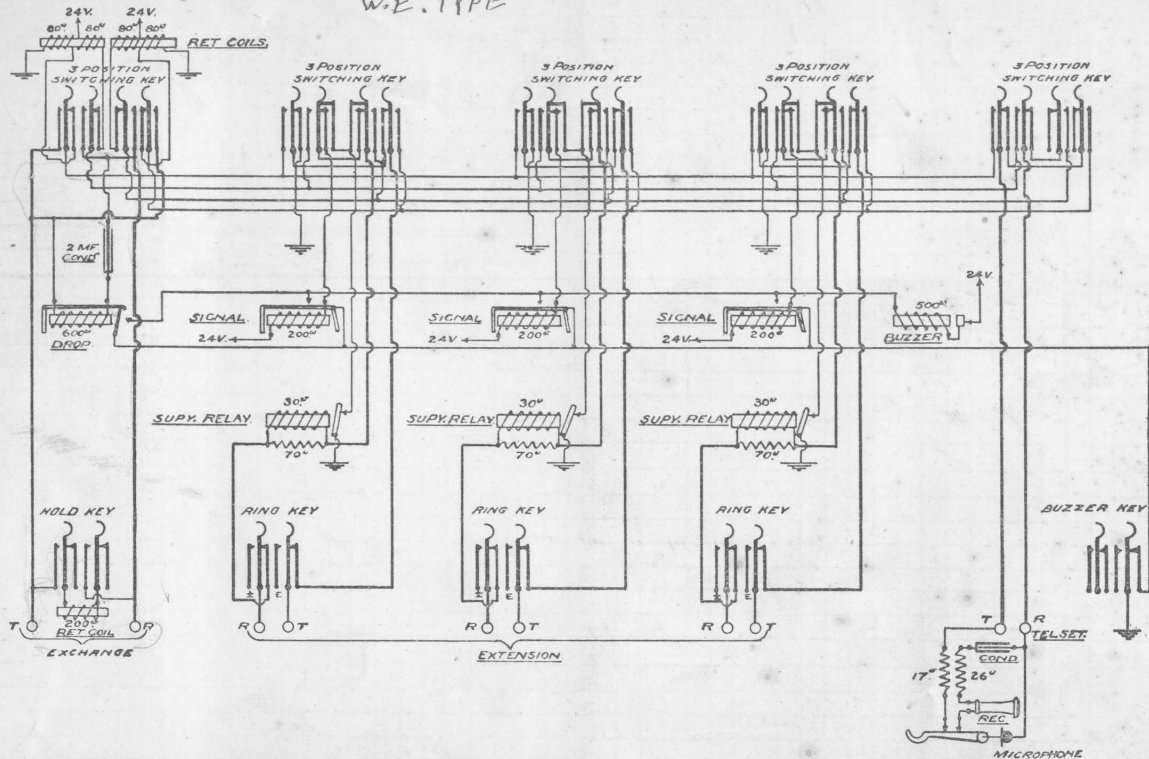 W.E. TYPE
24V. 24V.
80ω 80ω 80ω 80ω
RET COILS
3 POSITION SWITCHING KEY
3 POSITION SWITCHING KEY
3 POSITION SWITCHING KEY
3 POSITION SWITCHING KEY
3 POSITION SWITCHING KEY
2 MF COND
24V.
600ω
DROP.
SIGNAL.
200ω
24V.
SIGNAL
200ω
24V.
SIGNAL
200ω
24V.
500ω
BUZZER
SUPY. RELAY
30ω
70ω
SUPY. RELAY
30ω
70ω
SUPY. RELAY
30ω
70ω
HOLD KEY
RING KEY
RING KEY
RING KEY
BUZZER KEY
± E
± E
± E
T R
200ω
RET COIL
EXCHANGE
R T
R T
R T
EXTENSION
T R
TELSET.
COND
17ω 26ω
REC.
MICROPHONE